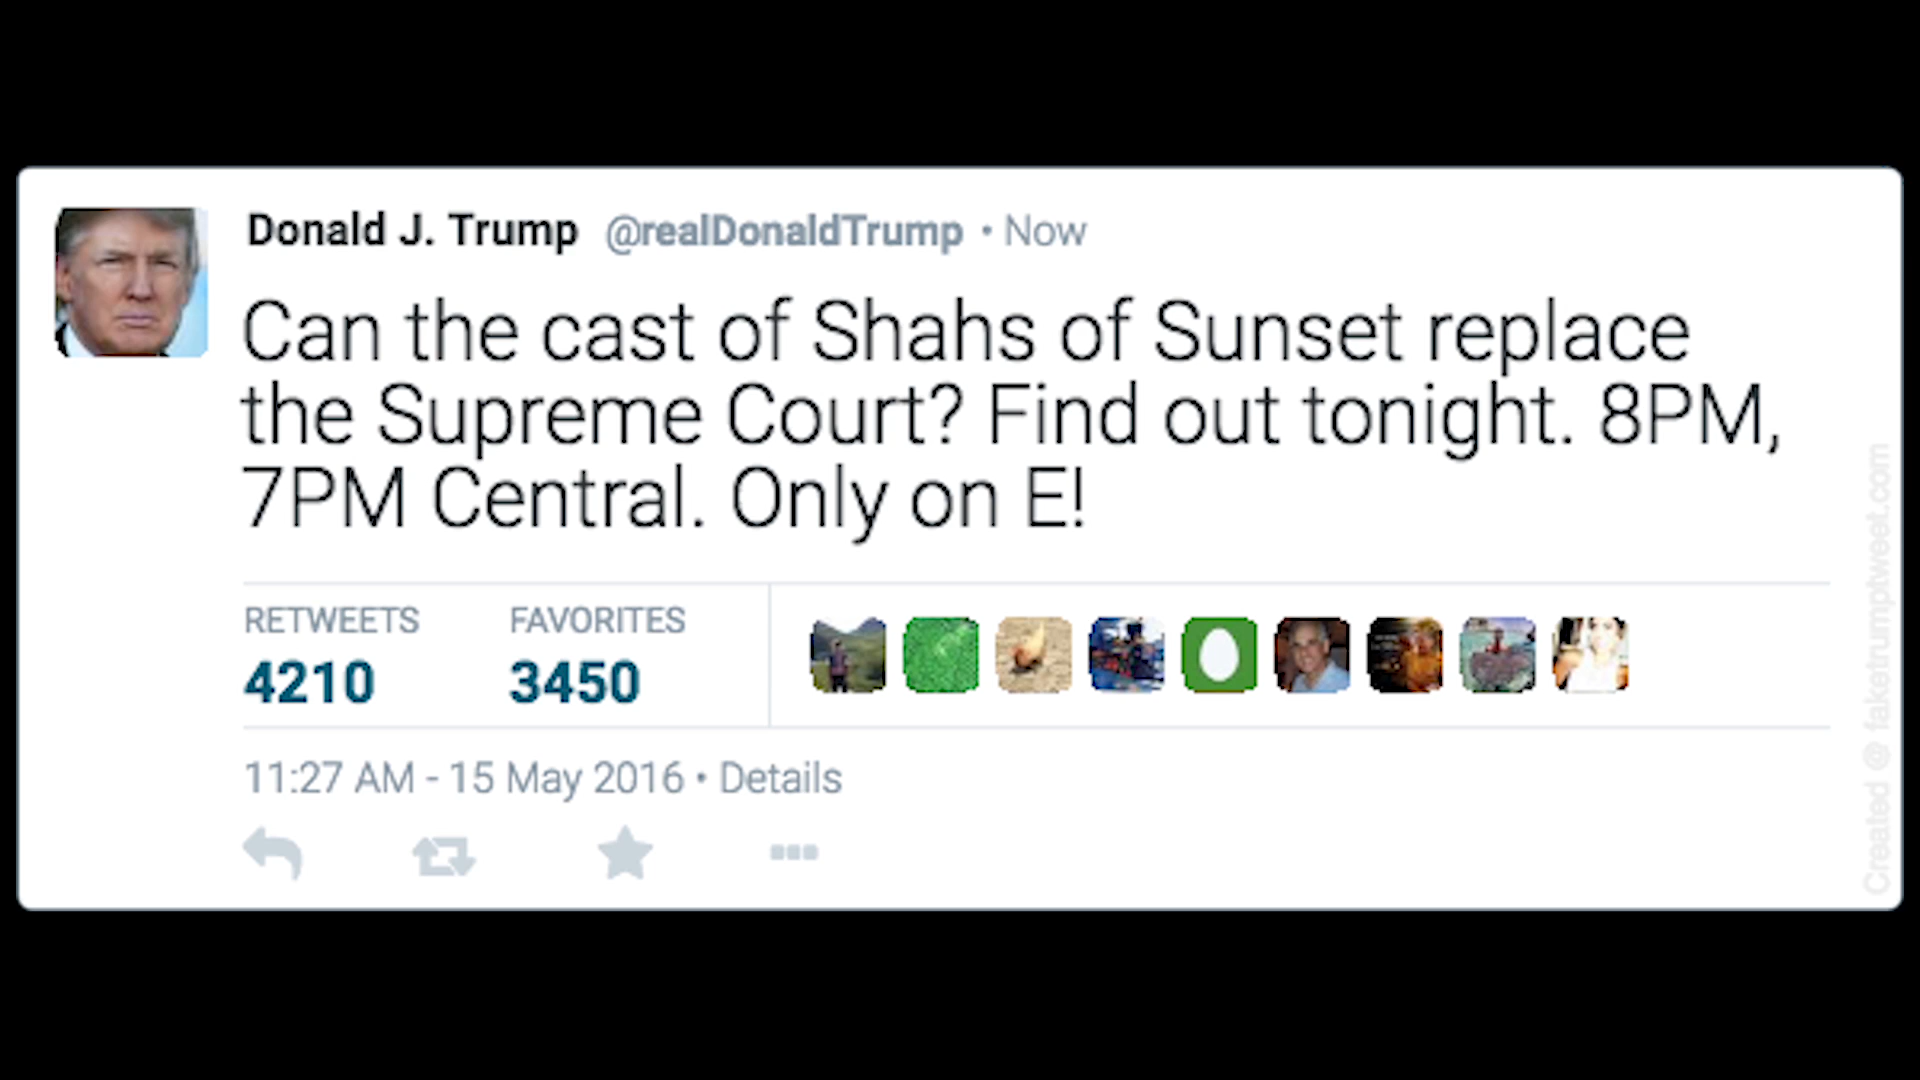 Donald J. Trump @realDonaldTrump • Now
Can the cast of Shahs of Sunset replace
the Supreme Court? Find out tonight. 8PM,
7PM Central. Only on E!
RETWEETS FAVORITES
4210 3450
11:27 AM - 15 May 2016 • Details
Created @ faketrumptweet.com